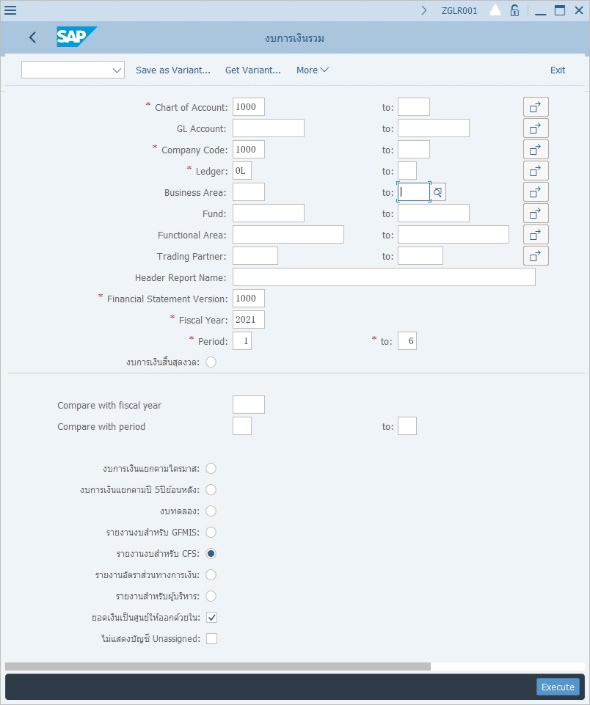 ZGLR001
SAP
งบการเงินรวม
Save as Variant... Get Variant... More Exit
* Chart of Account: 1000 to:
GL Account: to:
* Company Code: 1000 to:
* Ledger: 0L to:
Business Area: to:
Fund: to:
Functional Area: to:
Trading Partner: to:
Header Report Name:
* Financial Statement Version: 1000
* Fiscal Year: 2021
* Period: 1 * to: 6
งบการเงินสิ้นสุดงวด:
Compare with fiscal year
Compare with period to:
งบการเงินแยกตามไตรมาส:
งบการเงินแยกตามปี 5ปีย้อนหลัง:
งบทดลอง:
รายงานงบสำหรับ GFMIS:
รายงานงบสำหรับ CFS:
รายงานอัตราส่วนทางการเงิน:
รายงานสำหรับผู้บริหาร:
ยอดเงินเป็นศูนย์ให้ออกด้วยใน:
ไม่แสดงบัญชี Unassigned:
Execute